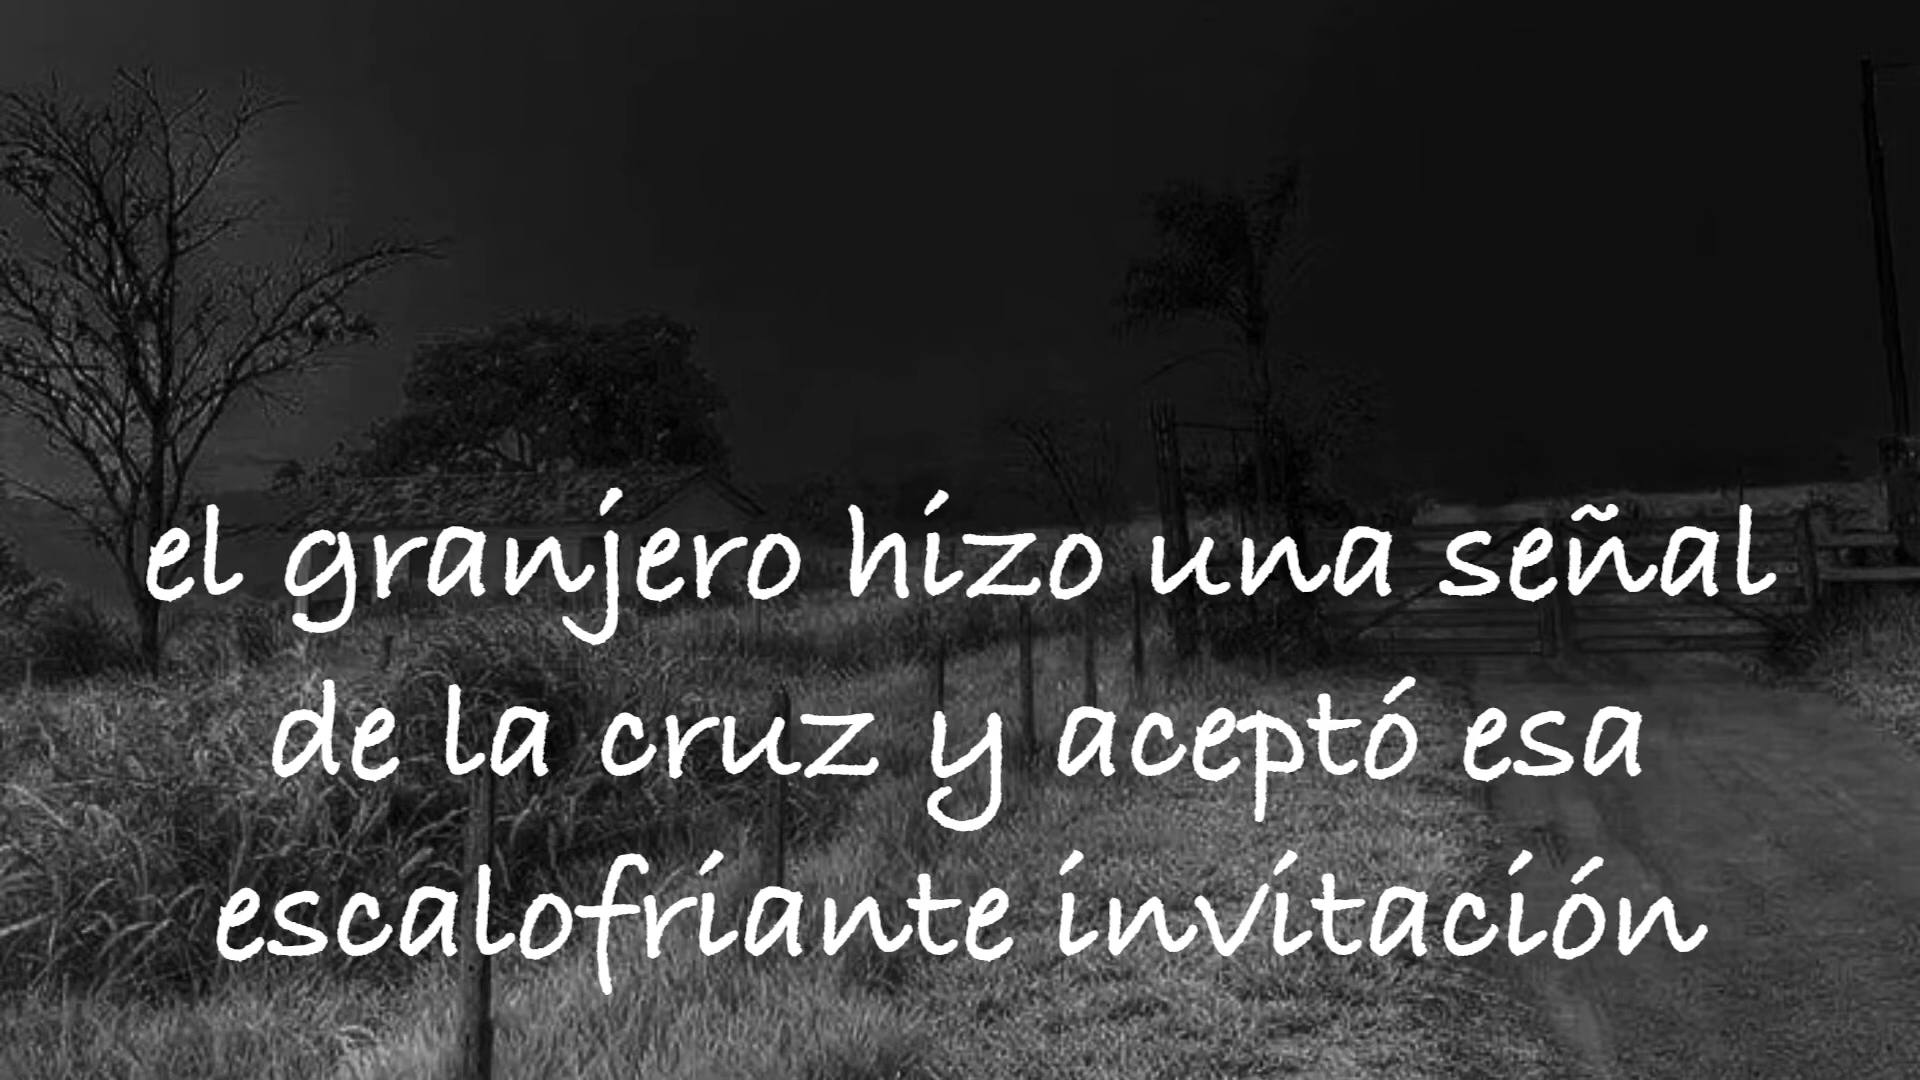 el granjero hizo una señal
de la cruz y aceptó esa
escalofriante invitación